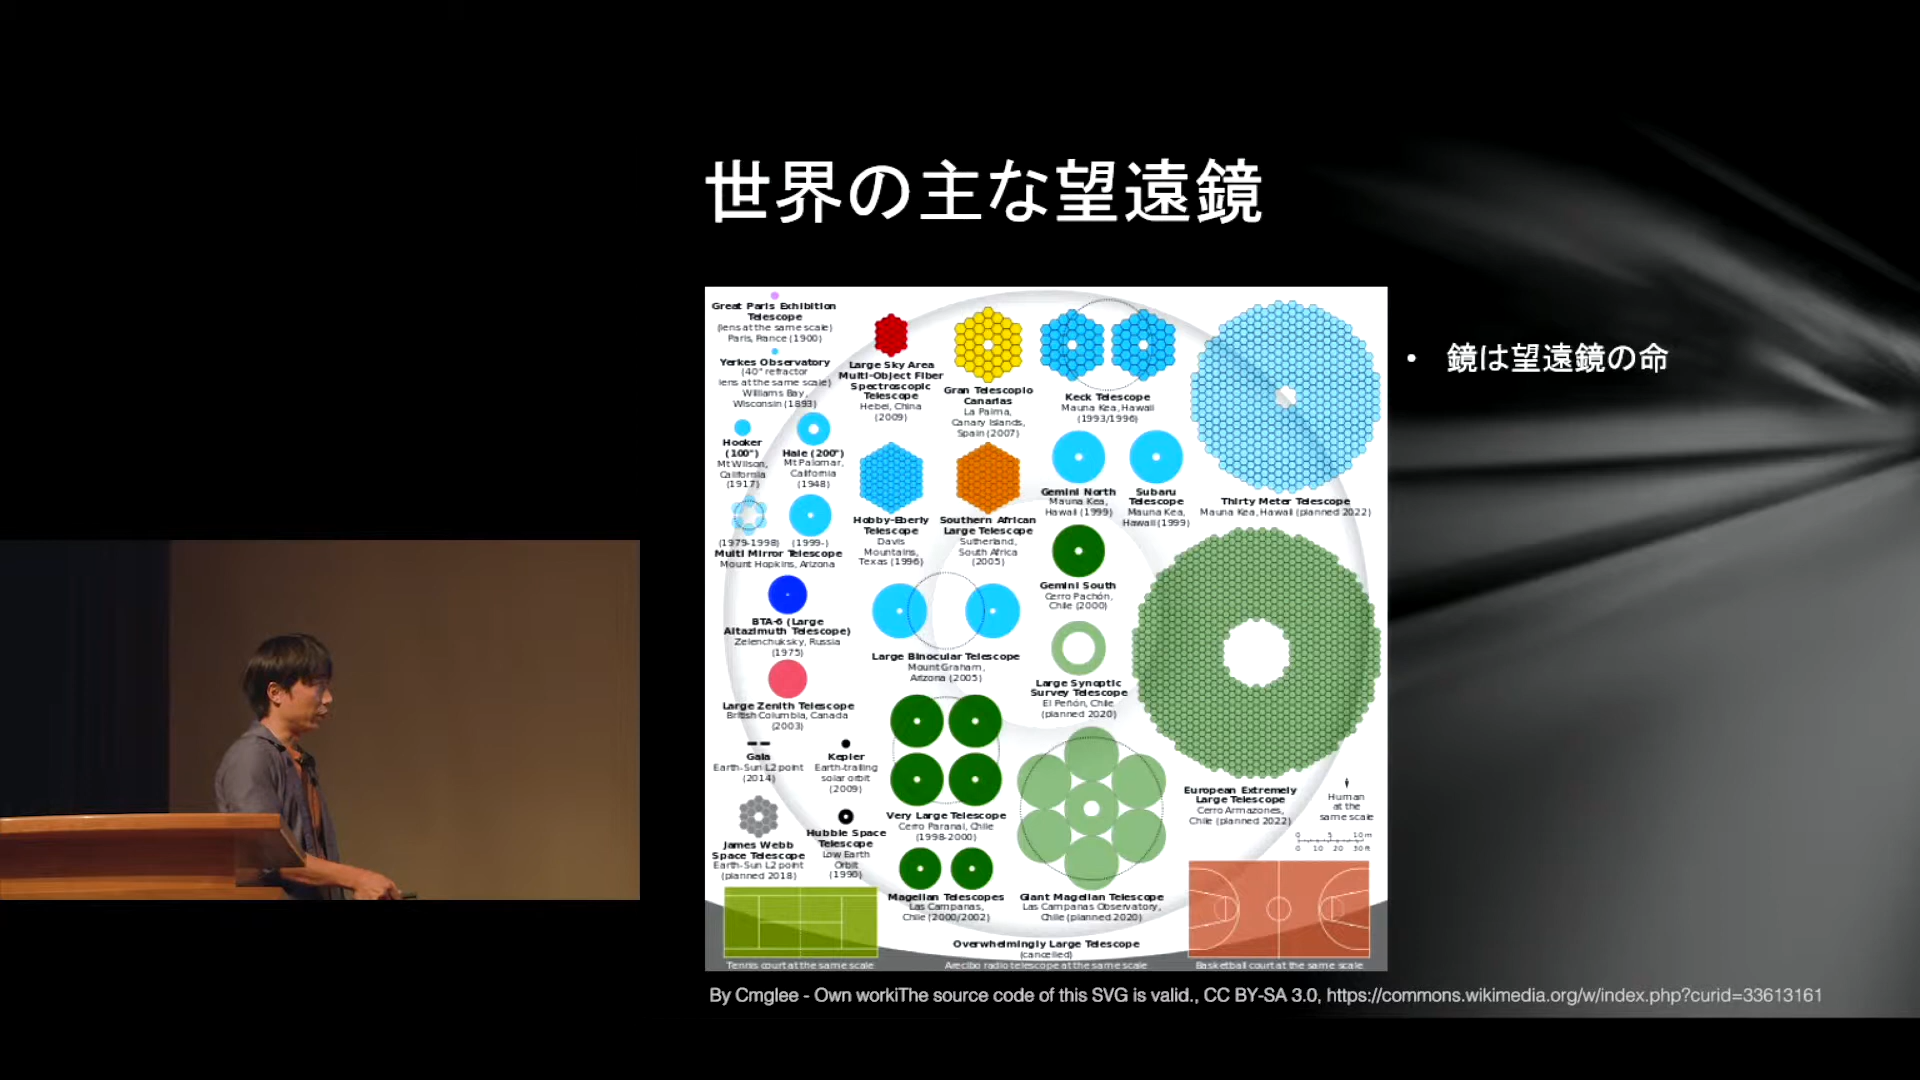 世界の主な望遠鏡
Great Paris Exhibition
Telescope
(lens at the same scale)
Paris, France (1900)
Yerkes Observatory
(40" refractor
lens at the same scale)
Williams Bay,
Wisconsin (1893)
Hooker
(100")
Mt Wilson,
California
(1917)
Hale (200")
Mt Palomar,
California
(1948)
(1979-1998) (1999-)
Multi Mirror Telescope
Mount Hopkins, Arizona
BTA-6 (Large
Altazimuth Telescope)
Zelenchuksky, Russia
(1975)
Large Zenith Telescope
British Columbia, Canada
(2003)
Gaia
Earth-Sun L2 point
(2014)
Kepler
Earth-trailing
solar orbit
(2009)
James Webb
Space Telescope
Earth-Sun L2 point
(planned 2018)
Hubble Space
Telescope
Low Earth
Orbit
(1990)
Large Sky Area
Multi-Object Fiber
Spectroscopic
Telescope
Hebei, China
(2009)
Gran Telescopio
Canarias
La Palma,
Canary Islands,
Spain (2007)
Keck Telescope
Mauna Kea, Hawaii
(1993/1996)
Hobby-Eberly
Telescope
Davis
Mountains,
Texas (1996)
Southern African
Large Telescope
Sutherland,
South Africa
(2005)
Gemini North
Mauna Kea,
Hawaii (1999)
Subaru
Telescope
Mauna Kea,
Hawaii (1999)
Thirty Meter Telescope
Mauna Kea, Hawaii (planned 2022)
Gemini South
Cerro Pachón,
Chile (2000)
Large Binocular Telescope
Mount Graham,
Arizona (2005)
Large Synoptic
Survey Telescope
El Peñón, Chile
(planned 2020)
Very Large Telescope
Cerro Paranal, Chile
(1998-2000)
Magellan Telescopes
Las Campanas,
Chile (2000/2002)
Giant Magellan Telescope
Las Campanas Observatory,
Chile (planned 2020)
European Extremely
Large Telescope
Cerro Armazones,
Chile (planned 2022)
Human
at the
same scale
0 5 10 m
0 10 20 30 ft
Overwhelmingly Large Telescope
(cancelled)
Tennis court at the same scale
Arecibo radio telescope at the same scale
Basketball court at the same scale
• 鏡は望遠鏡の命
By Cmglee - Own workiThe source code of this SVG is valid., CC BY-SA 3.0, https://commons.wikimedia.org/w/index.php?curid=33613161